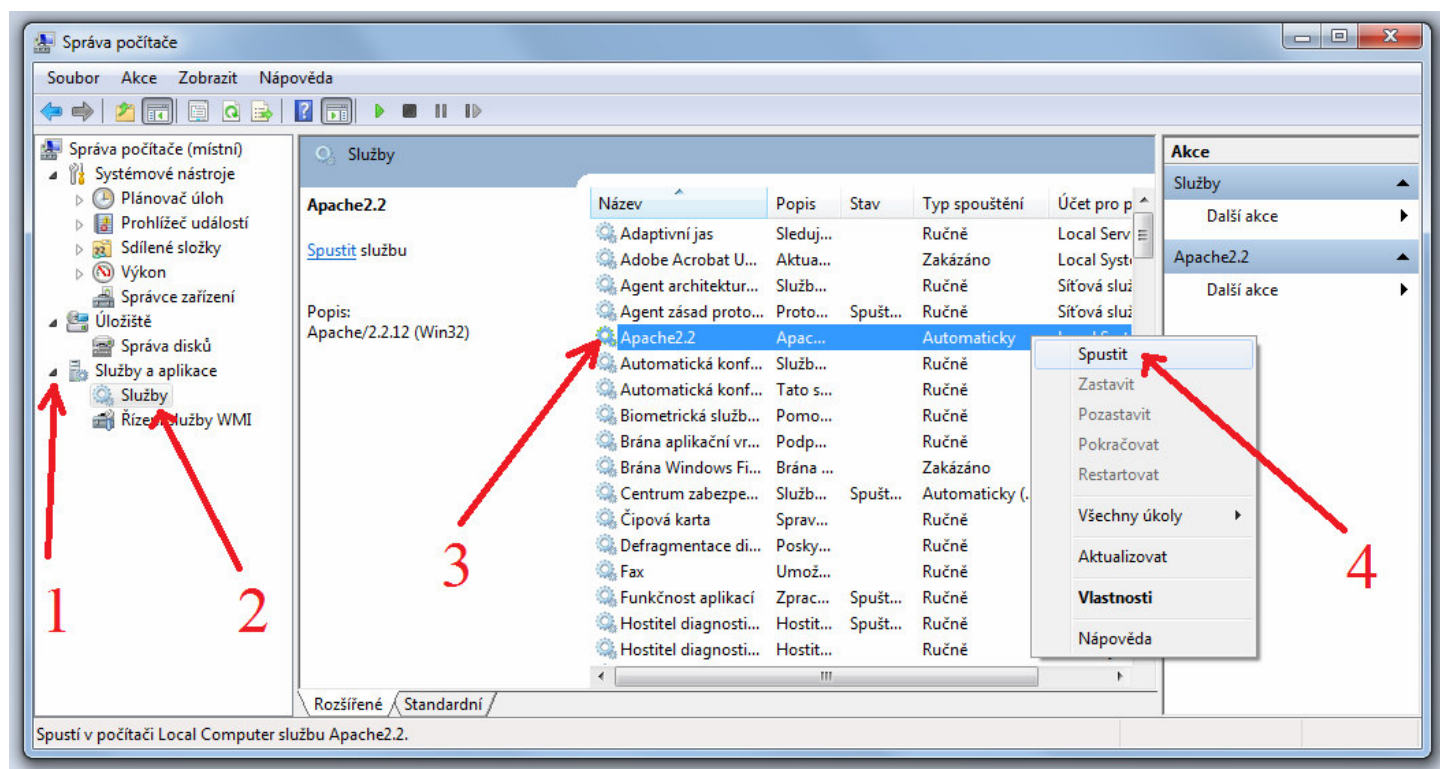 Správa počítače
Soubor Akce Zobrazit Nápověda
Správa počítače (místní)
Systémové nástroje
Plánovač úloh
Prohlížeč událostí
Sdílené složky
Výkon
Správce zařízení
Úložiště
Správa disků
Služby a aplikace
Služby
Řízení služby WMI
1
2
Služby
Apache2.2
Spustit službu
Popis:
Apache/2.2.12 (Win32)
3
Název Popis Stav Typ spouštění Účet pro p
Adaptivní jas Sleduj... Ručně Local Serv
Adobe Acrobat U... Aktua... Zakázáno Local Syst
Agent architektur... Služb... Ručně Síťová služ
Agent zásad proto... Proto... Spušt... Ručně Síťová služ
Apache2.2 Apac... Automaticky
Automatická konf... Služb... Ručně
Automatická konf... Tato s... Ručně
Biometrická služb... Pomo... Ručně
Brána aplikační vr... Podp... Ručně
Brána Windows Fi... Brána ... Zakázáno
Centrum zabezpe... Služb... Spušt... Automaticky (.
Čipová karta Sprav... Ručně
Defragmentace di... Posky... Ručně
Fax Umož... Ručně
Funkčnost aplikací Zprac... Spušt... Ručně
Hostitel diagnosti... Hostit... Spušt... Ručně
Hostitel diagnosti... Hostit... Ručně
Spustit
Zastavit
Pozastavit
Pokračovat
Restartovat
Všechny úkoly
Aktualizovat
Vlastnosti
Nápověda
4
Akce
Služby
Další akce
Apache2.2
Další akce
Rozšířené Standardní
Spustí v počítači Local Computer službu Apache2.2.